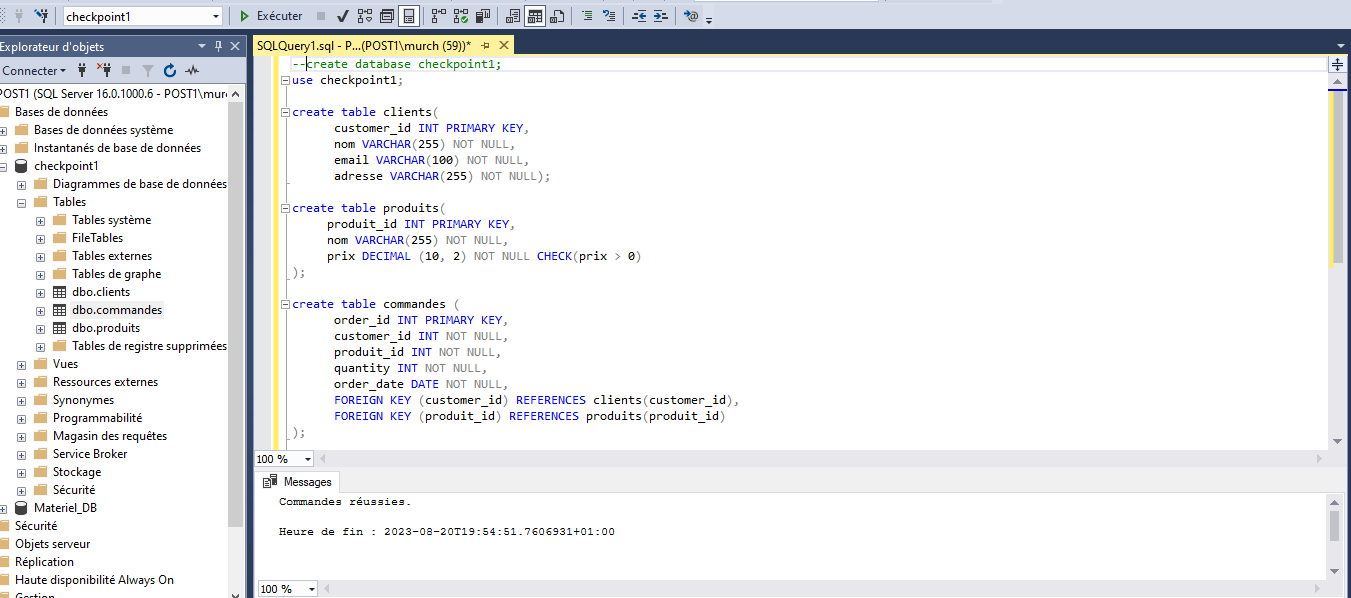 checkpoint1
Exécuter
Explorateur d'objets
Connecter
POST1 (SQL Server 16.0.1000.6 - POST1\mur
Bases de données
Bases de données système
Instantanés de base de données
checkpoint1
Diagrammes de base de données
Tables
Tables système
FileTables
Tables externes
Tables de graphe
dbo.clients
dbo.commandes
dbo.produits
Tables de registre supprimées
Vues
Ressources externes
Synonymes
Programmabilité
Magasin des requêtes
Service Broker
Stockage
Sécurité
Materiel_DB
Sécurité
Objets serveur
Réplication
Haute disponibilité Always On
Gestion
SQLQuery1.sql - P...(POST1\murch (59))*
--create database checkpoint1;
use checkpoint1;
create table clients(
customer_id INT PRIMARY KEY,
nom VARCHAR(255) NOT NULL,
email VARCHAR(100) NOT NULL,
adresse VARCHAR(255) NOT NULL);
create table produits(
produit_id INT PRIMARY KEY,
nom VARCHAR(255) NOT NULL,
prix DECIMAL (10, 2) NOT NULL CHECK(prix > 0)
);
create table commandes (
order_id INT PRIMARY KEY,
customer_id INT NOT NULL,
produit_id INT NOT NULL,
quantity INT NOT NULL,
order_date DATE NOT NULL,
FOREIGN KEY (customer_id) REFERENCES clients(customer_id),
FOREIGN KEY (produit_id) REFERENCES produits(produit_id)
);
100 %
Messages
Commandes réussies.
Heure de fin : 2023-08-20T19:54:51.7606931+01:00
100 %